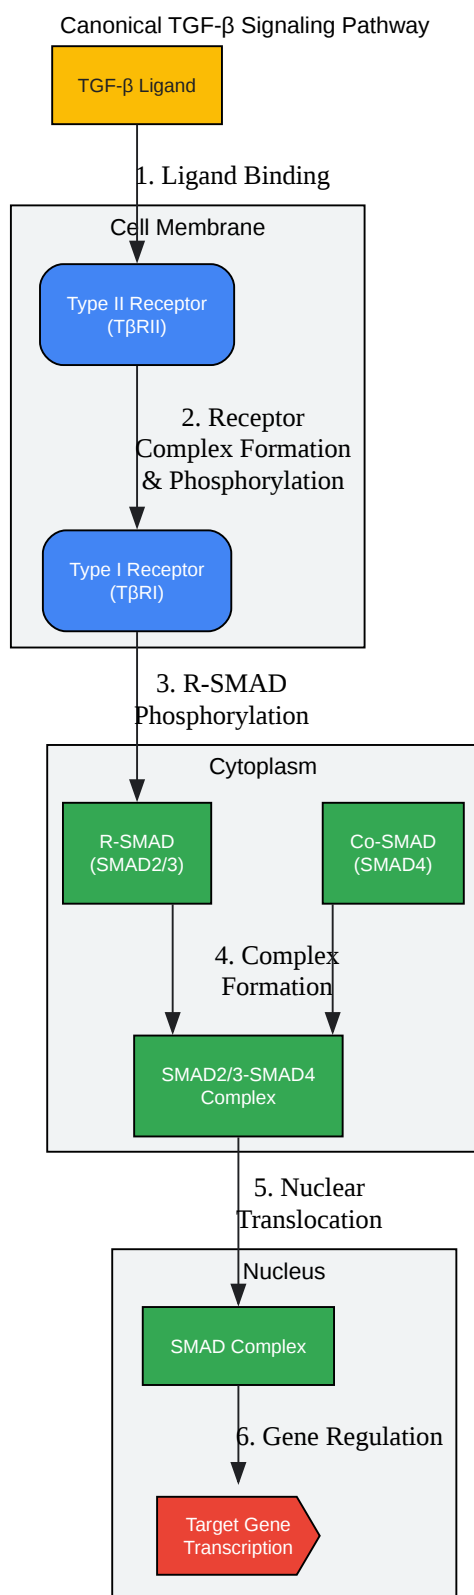 Canonical TGF-β Signaling Pathway
TGF-β Ligand
1. Ligand Binding
Cell Membrane
Type II Receptor
(TβRII)
2. Receptor
Complex Formation
& Phosphorylation
Type I Receptor
(TβRI)
3. R-SMAD
Phosphorylation
Cytoplasm
R-SMAD
(SMAD2/3)
Co-SMAD
(SMAD4)
4. Complex
Formation
SMAD2/3-SMAD4
Complex
5. Nuclear
Translocation
Nucleus
SMAD Complex
6. Gene Regulation
Target Gene
Transcription